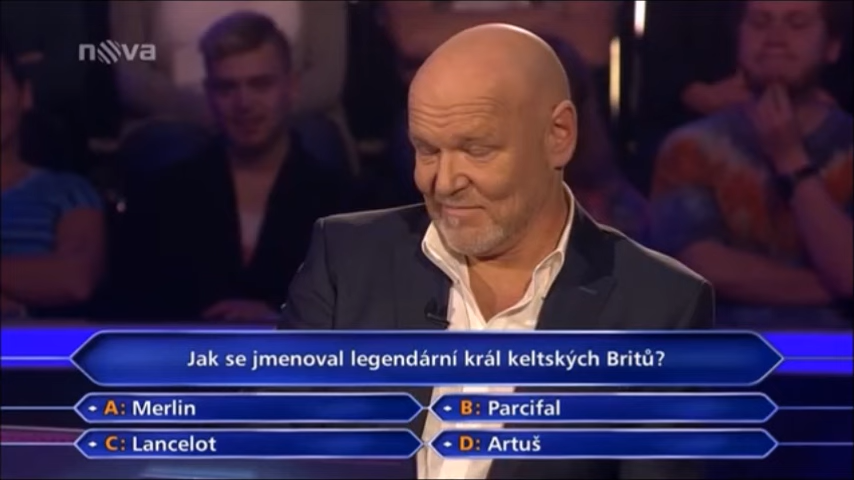 nova
Jak se jmenoval legendární král keltských Britů?
A: Merlin
B: Parcifal
C: Lancelot
D: Artuš